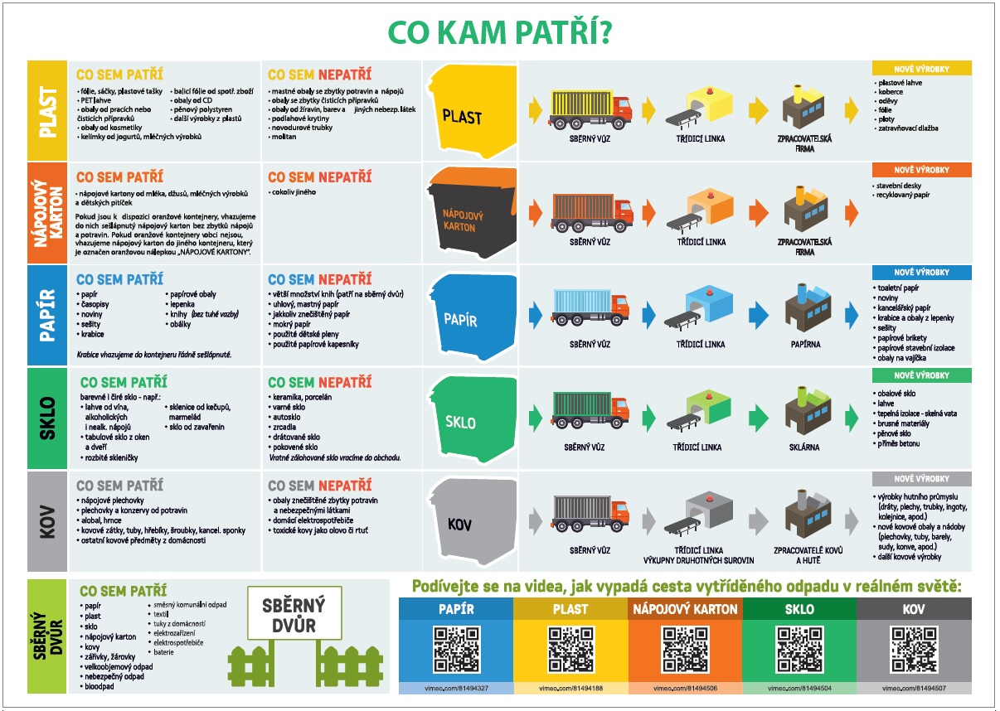 CO KAM PATŘÍ?
PLAST
CO SEM PATŘÍ
• fólie, sáčky, plastové tašky
• PET lahve
• obaly od pracích nebo
čisticích přípravků
• obaly od kosmetiky
• kelímky od jogurtů, mléčných výrobků
• balicí fólie od spotř. zboží
• obaly od CD
• pěnový polystyren
• další výrobky z plastů
CO SEM NEPATŘÍ
• mastné obaly se zbytky potravin a nápojů
• obaly se zbytky čisticích přípravků
• obaly od žíravin, barev a jiných nebezp. látek
• podlahové krytiny
• novodurové trubky
• molitan
PLAST
SBĚRNÝ VŮZ
TŘÍDICÍ LINKA
ZPRACOVATELSKÁ
FIRMA
NOVÉ VÝROBKY
• plastové lahve
• koberce
• oděvy
• fólie
• ploty
• zatravňovací dlažba
NÁPOJOVÝ
KARTON
CO SEM PATŘÍ
• nápojové kartony od mléka, džusů, mléčných výrobků
a dětských pitíček
Pokud jsou k dispozici oranžové kontejnery, vhazujeme
do nich sešlápnutý nápojový karton bez zbytků nápojů
a potravin. Pokud oranžové kontejnery vobci nejsou,
vhazujeme nápojový karton do jiného kontejneru, který
je označen oranžovou nálepkou „NÁPOJOVÉ KARTONY".
CO SEM NEPATŘÍ
• cokoliv jiného
NÁPOJOVÝ
KARTON
SBĚRNÝ VŮZ
TŘÍDICÍ LINKA
ZPRACOVATELSKÁ
FIRMA
NOVÉ VÝROBKY
• stavební desky
• recyklovaný papír
PAPÍR
CO SEM PATŘÍ
• papír
• časopisy
• noviny
• sešity
• krabice
• papírové obaly
• lepenka
• knihy (bez tuhé vazby)
• obálky
Krabice vhazujeme do kontejneru řádně sešlápnuté.
CO SEM NEPATŘÍ
• větší množství knih (patří na sběrný dvůr)
• uhlový, mastný papír
• jakkoliv znečištěný papír
• mokrý papír
• použité dětské pleny
• použité papírové kapesníky
PAPÍR
SBĚRNÝ VŮZ
TŘÍDICÍ LINKA
PAPÍRNA
NOVÉ VÝROBKY
• toaletní papír
• noviny
• kancelářský papír
• krabice a obaly z lepenky
• sešity
• papírové brikety
• papírové stavební izolace
• obaly na vajíčka
SKLO
CO SEM PATŘÍ
barevné i čiré sklo - např.:
• lahve od vína,
alkoholických
i nealk. nápojů
• tabulové sklo z oken
a dveří
• rozbité skleničky
• sklenice od kečupů,
marmelád
• sklo od zavařenin
CO SEM NEPATŘÍ
• keramika, porcelán
• varné sklo
• autosklo
• zrcadla
• drátované sklo
• pokovené sklo
Vratné zálohované sklo vracíme do obchodu.
SKLO
SBĚRNÝ VŮZ
TŘÍDICÍ LINKA
SKLÁRNA
NOVÉ VÝROBKY
• obalové sklo
• lahve
• tepelná izolace - skelná vata
• brusné materiály
• pěnové sklo
• příměs betonu
KOV
CO SEM PATŘÍ
• nápojové plechovky
• plechovky a konzervy od potravin
• alobal, hrnce
• kovové zátky, tuby, hřebíky, šroubky, kancel. sponky
• ostatní kovové předměty z domácnosti
CO SEM NEPATŘÍ
• obaly znečištěné zbytky potravin
a nebezpečnými látkami
• domácí elektrospotřebiče
• toxické kovy jako olovo či rtuť
KOV
SBĚRNÝ VŮZ
TŘÍDICÍ LINKA
VÝKUPNY DRUHOTNÝCH SUROVIN
ZPRACOVATELÉ KOVŮ
A HUTĚ
NOVÉ VÝROBKY
• výrobky hutního průmyslu
(dráty, plechy, trubky, ingoty,
kolejnice, apod.)
• nové kovové obaly a nádoby
(plechovky, tuby, barely,
sudy, konve, apod.)
• další kovové výrobky
SBĚRNÝ
DVŮR
CO SEM PATŘÍ
• papír
• plast
• sklo
• nápojový karton
• kovy
• zářivky, žárovky
• velkoobjemový odpad
• nebezpečný odpad
• bioodpad
• směsný komunální odpad
• textil
• tuky z domácností
• elektrozařízení
• elektrospotřebiče
• baterie
SBĚRNÝ
DVŮR
Podívejte se na videa, jak vypadá cesta vytříděného odpadu v reálném světě:
PAPÍR
PLAST
NÁPOJOVÝ KARTON
SKLO
KOV
vimeo.com/81494327
vimeo.com/81494188
vimeo.com/81494506
vimeo.com/81494504
vimeo.com/81494507